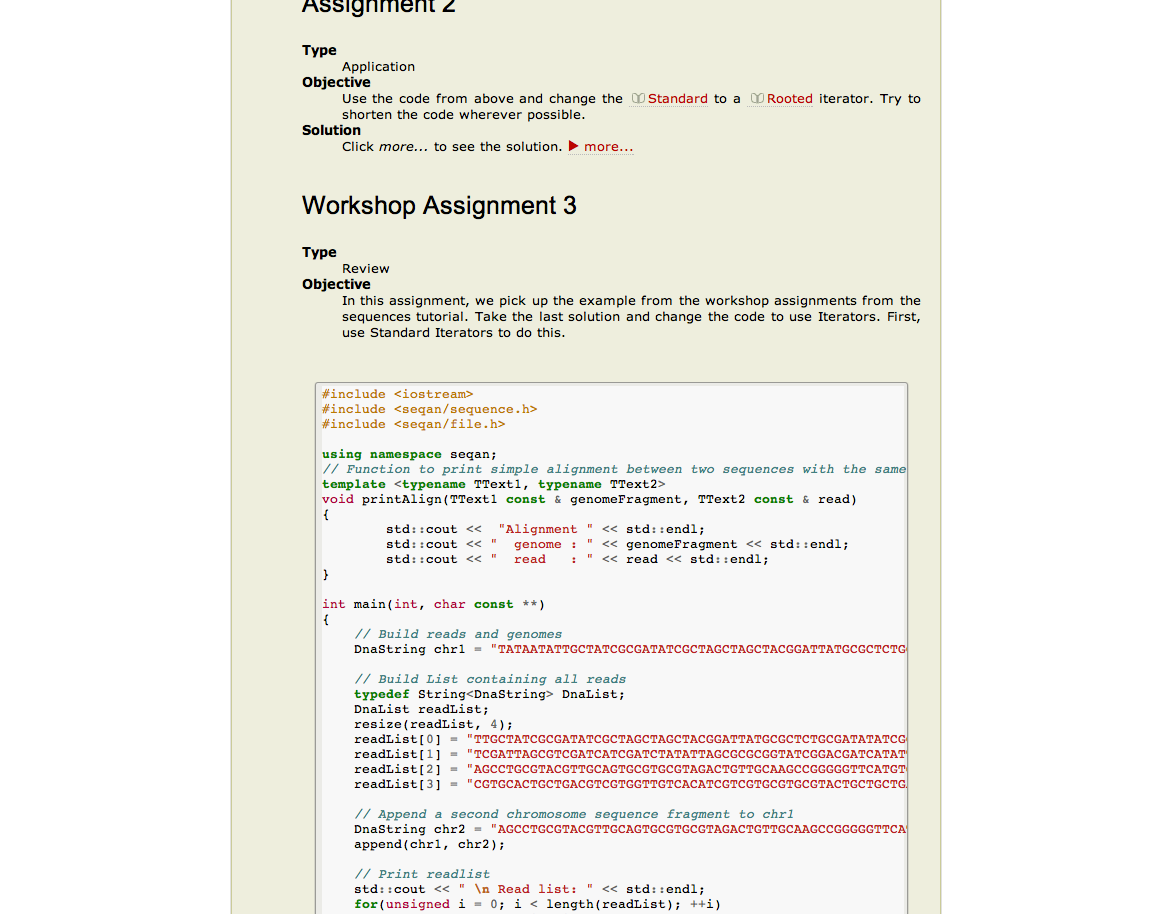 Assignment 2
Type
Application
Objective
Use the code from above and change the Standard to a Rooted iterator. Try to
shorten the code wherever possible.
Solution
Click more... to see the solution. ▶ more...
Workshop Assignment 3
Type
Review
Objective
In this assignment, we pick up the example from the workshop assignments from the
sequences tutorial. Take the last solution and change the code to use Iterators. First,
use Standard Iterators to do this.
#include <iostream>
#include <seqan/sequence.h>
#include <seqan/file.h>
using namespace seqan;
// Function to print simple alignment between two sequences with the same
template <typename TText1, typename TText2>
void printAlign(TText1 const & genomeFragment, TText2 const & read)
{
        std::cout <<  "Alignment " << std::endl;
        std::cout << "  genome : " << genomeFragment << std::endl;
        std::cout << "  read   : " << read << std::endl;
}
int main(int, char const **)
{
    // Build reads and genomes
    DnaString chr1 = "TATAATATTGCTATCGCGATATCGCTAGCTAGCTACGGATTATGCGCTCTG
    // Build List containing all reads
    typedef String<DnaString> DnaList;
    DnaList readList;
    resize(readList, 4);
    readList[0] = "TTGCTATCGCGATATCGCTAGCTAGCTACGGATTATGCGCTCTGCGATATATCG
    readList[1] = "TCGATTAGCGTCGATCATCGATCTATATTAGCGCGCGGTATCGGACGATCATAT
    readList[2] = "AGCCTGCGTACGTTGCAGTGCGTGCGTAGACTGTTGCAAGCCGGGGGTTCATGT
    readList[3] = "CGTGCACTGCTGACGTCGTGGTTGTCACATCGTCGTGCGTGCGTACTGCTGCTG
    // Append a second chromosome sequence fragment to chr1
    DnaString chr2 = "AGCCTGCGTACGTTGCAGTGCGTGCGTAGACTGTTGCAAGCCGGGGGTTCA
    append(chr1, chr2);
    // Print readlist
    std::cout << " \n Read list: " << std::endl;
    for(unsigned i = 0; i < length(readList); ++i)